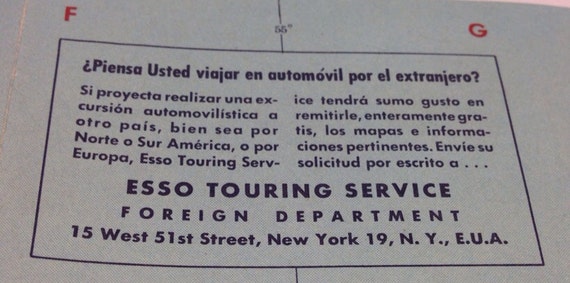 F
55°
G
¿Piensa Usted viajar en automóvil por el extranjero?
Si proyecta realizar una ex-
cursión automovilística a
otro país, bien sea por
Norte o Sur América, o por
Europa, Esso Touring Serv-
ice tendrá sumo gusto en
remitirle, enteramente gra-
tis, los mapas e informa-
ciones pertinentes. Envíe su
solicitud por escrito a . . .
ESSO TOURING SERVICE
FOREIGN DEPARTMENT
15 West 51st Street, New York 19, N. Y., E.U.A.